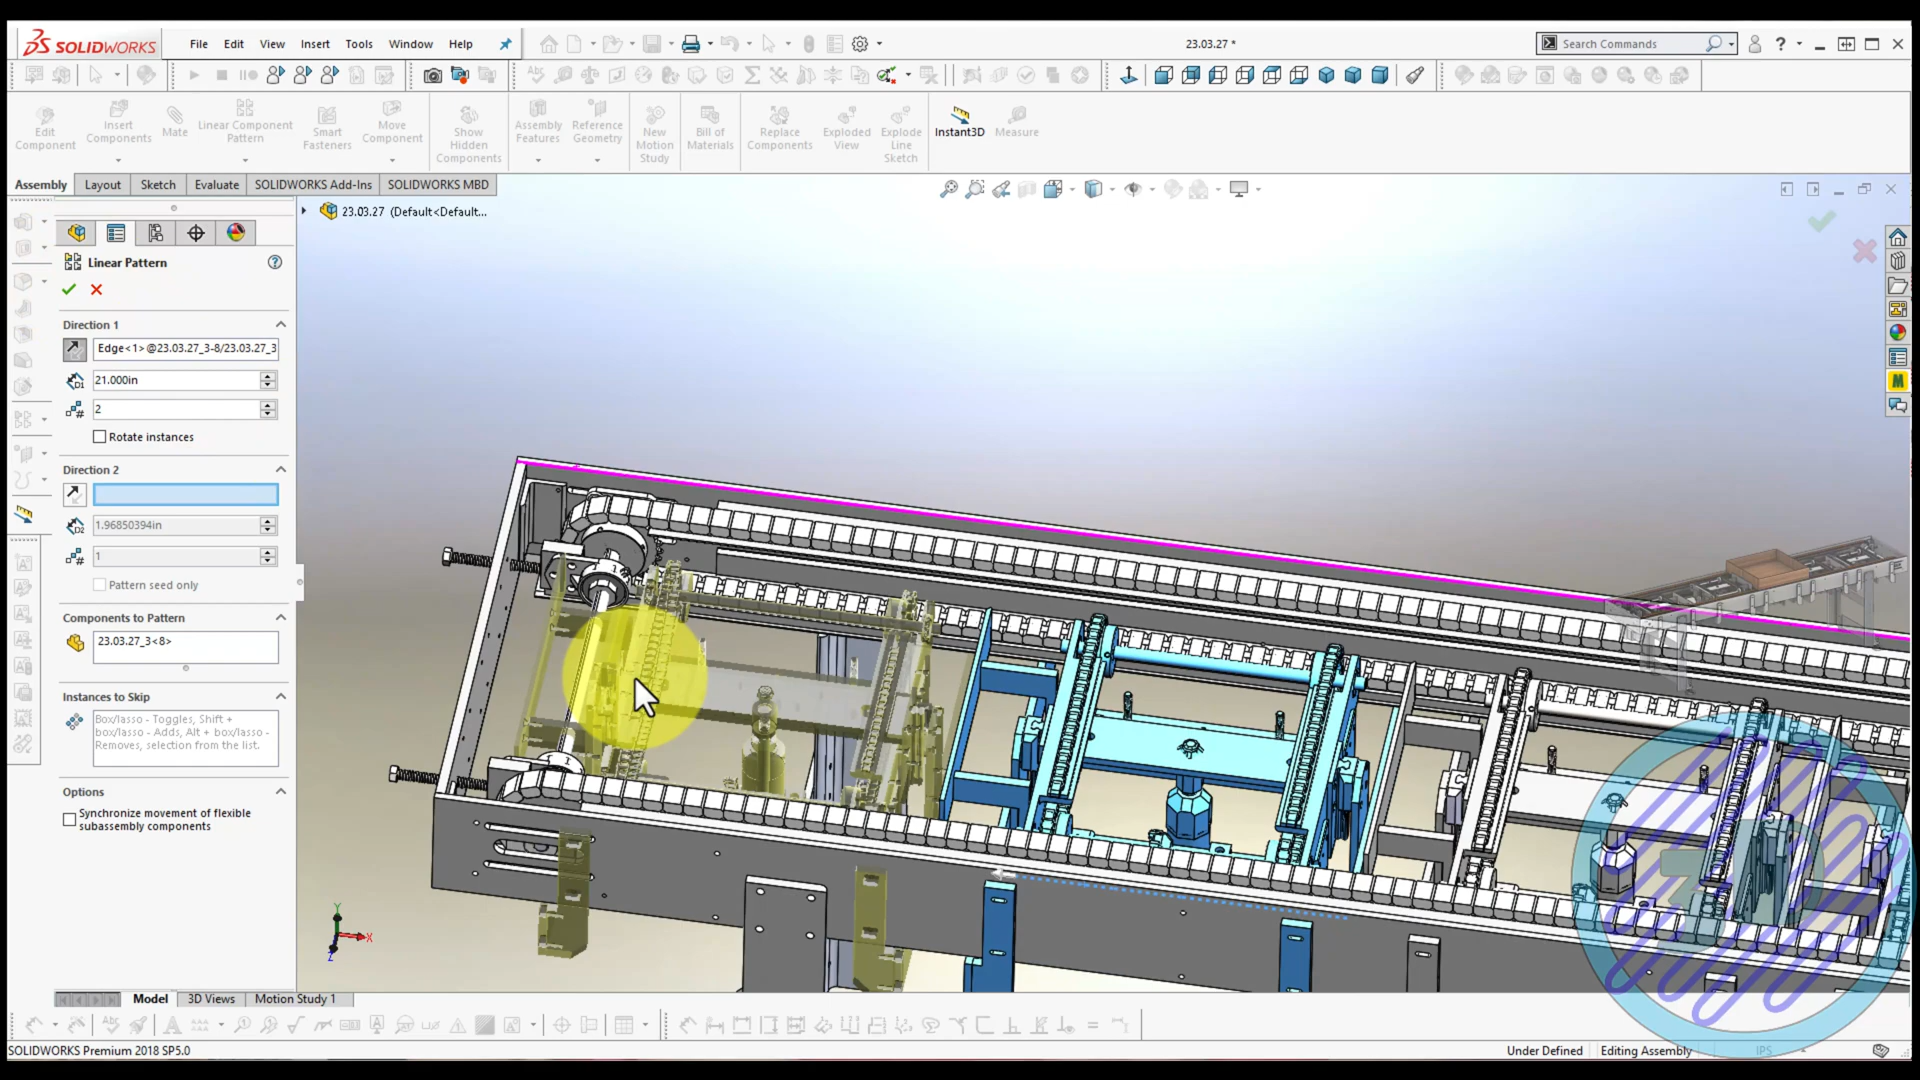 SOLIDWORKS File Edit View Insert Tools Window Help 23.03.27 * Search Commands
Edit Component Insert Components Mate Linear Component Pattern Smart Fasteners Move Component Show Hidden Components Assembly Features Reference Geometry New Motion Study Bill of Materials Replace Components Exploded View Explode Line Sketch Instant3D Measure
Assembly Layout Sketch Evaluate SOLIDWORKS Add-Ins SOLIDWORKS MBD
23.03.27 (Default<Default...
Linear Pattern
Direction 1
Edge<1>@23.03.27_3-8/23.03.27_3
21.000in
2
Rotate instances
Direction 2
1.96850394in
1
Pattern seed only
Components to Pattern
23.03.27_3<8>
Instances to Skip
Box/lasso - Toggles, Shift +
box/lasso - Adds, Alt + box/lasso -
Removes, selection from the list.
Options
Synchronize movement of flexible
subassembly components
Y
X
Z
Model 3D Views Motion Study 1
SOLIDWORKS Premium 2018 SP5.0 Under Defined Editing Assembly IPS